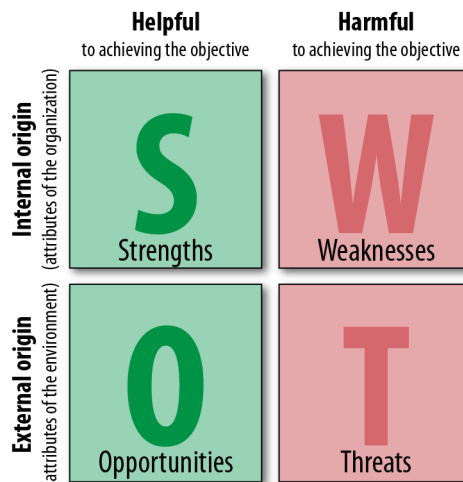 Helpful
to achieving the objective
Harmful
to achieving the objective
Internal origin
(attributes of the organization)
S
Strengths
W
Weaknesses
External origin
attributes of the environment)
O
Opportunities
T
Threats